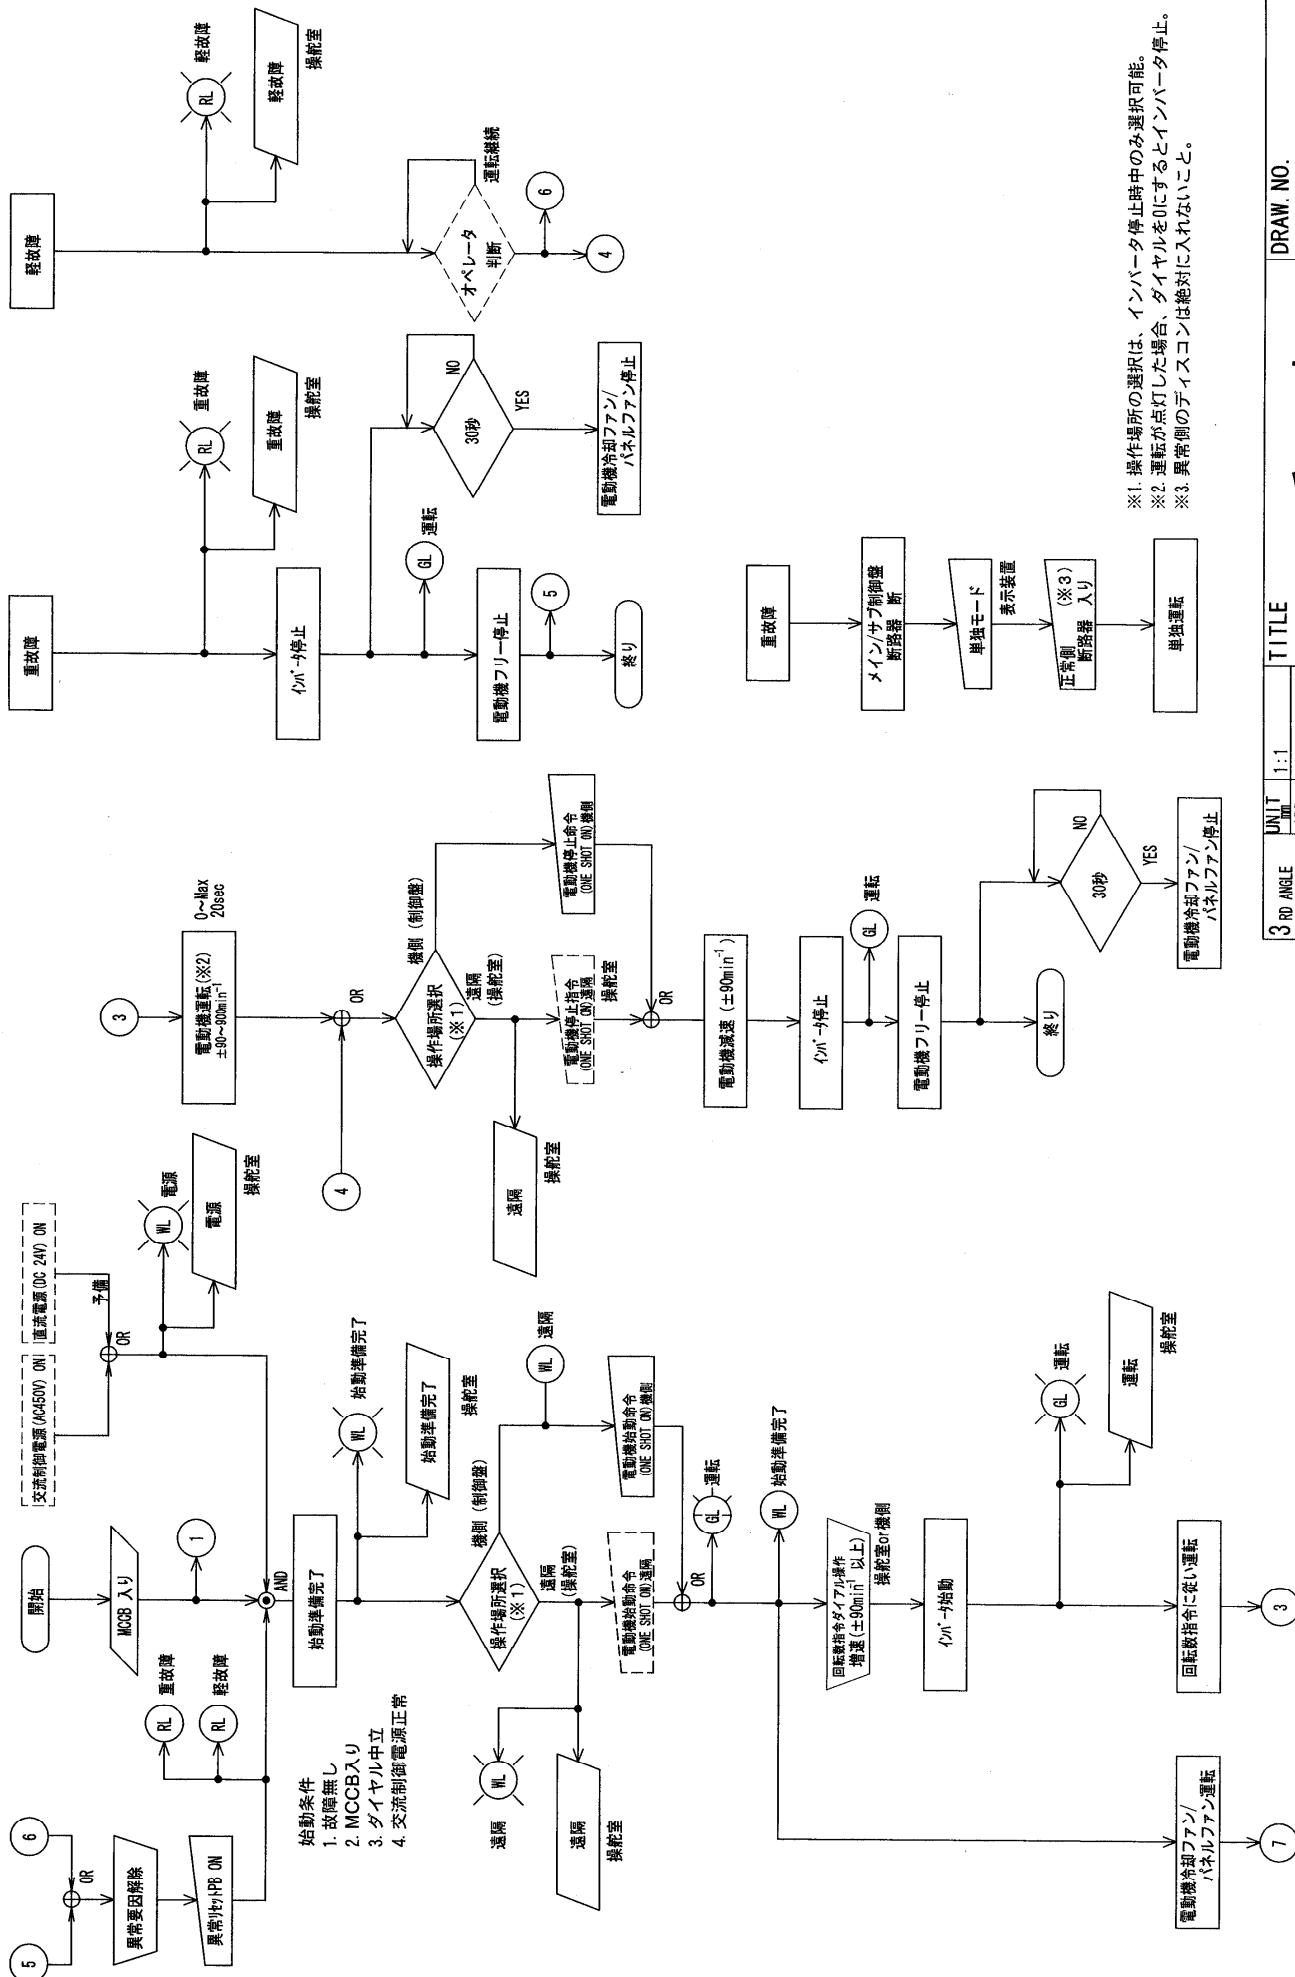 5
6
OR
異常要因解除
異常リセットPB ON
RL
重故障
RL
軽故障
開始
MCCB 入り
1
交流制御電源(AC450V) ON
直流電源(DC 24V) ON
予備
OR
WL
電源
電源
操舵室
AND
始動準備完了
WL
始動準備完了
始動準備完了
操舵室
始動条件
1. 故障無し
2. MCCB入り
3. ダイヤル中立
4. 交流制御電源正常
操作場所選択
(※1)
機側 (制御盤)
遠隔
(操舵室)
WL
遠隔
WL
遠隔
遠隔
操舵室
電動機始動命令
(ONE SHOT ON)遠隔
電動機始動命令
(ONE SHOT ON)機側
OR
GL
運転
WL
始動準備完了
回転数指令ダイアル操作
増速(±90min⁻¹ 以上)
操舵室or機側
インバータ始動
GL
運転
運転
操舵室
回転数指令に従い運転
3
電動機冷却ファン/
パネルファン運転
7
3
電動機運転(※2)
±90~900min⁻¹
0~Max
20sec
4
OR
操作場所選択
(※1)
機側 (制御盤)
遠隔
(操舵室)
遠隔
操舵室
電動機停止指令
(ONE SHOT ON)遠隔
操舵室
電動機停止命令
(ONE SHOT ON)機側
OR
電動機減速 (±90min⁻¹)
インバータ停止
GL
運転
電動機フリー停止
終り
30秒
NO
YES
電動機冷却ファン/
パネルファン停止
重故障
RL
重故障
重故障
操舵室
インバータ停止
GL
運転
電動機フリー停止
5
終り
30秒
NO
YES
電動機冷却ファン/
パネルファン停止
軽故障
RL
軽故障
軽故障
操舵室
オペレータ
判断
運転継続
6
4
重故障
メイン/サブ制御盤
断路器 断
単独モード
表示装置
正常側 (※3)
断路器 入り
単独運転
※1. 操作場所の選択は、インバータ停止時中のみ選択可能。
※2. 運転が点灯した場合、ダイヤルを0にするとインバータ停止。
※3. 異常側のディスコンは絶対に入れないこと。
3 RD ANGLE
UNIT
mm
1:1
TITLE
DRAW. NO.